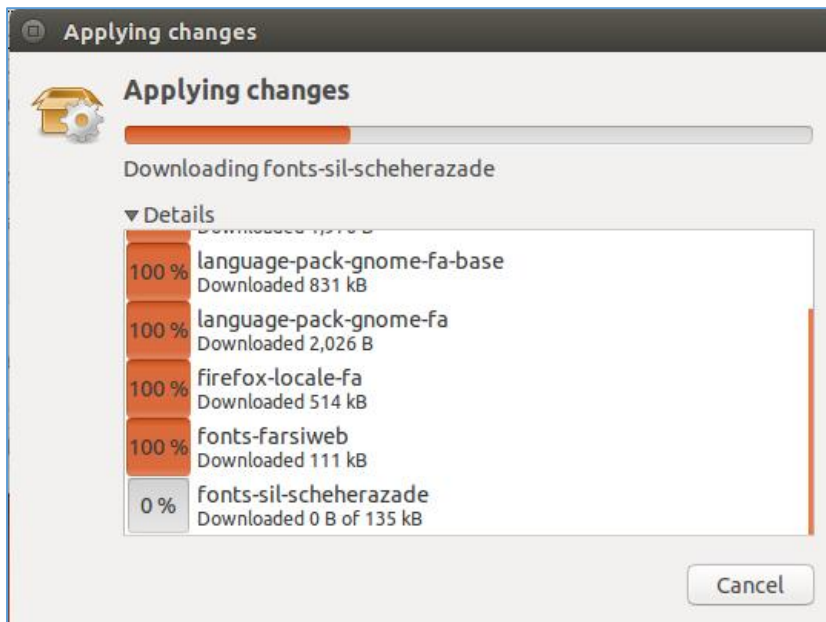 Applying changes
Applying changes
Downloading fonts-sil-scheherazade
Details
100 %
language-pack-gnome-fa-base
Downloaded 831 kB
100 %
language-pack-gnome-fa
Downloaded 2,026 B
100 %
firefox-locale-fa
Downloaded 514 kB
100 %
fonts-farsiweb
Downloaded 111 kB
0 %
fonts-sil-scheherazade
Downloaded 0 B of 135 kB
Cancel